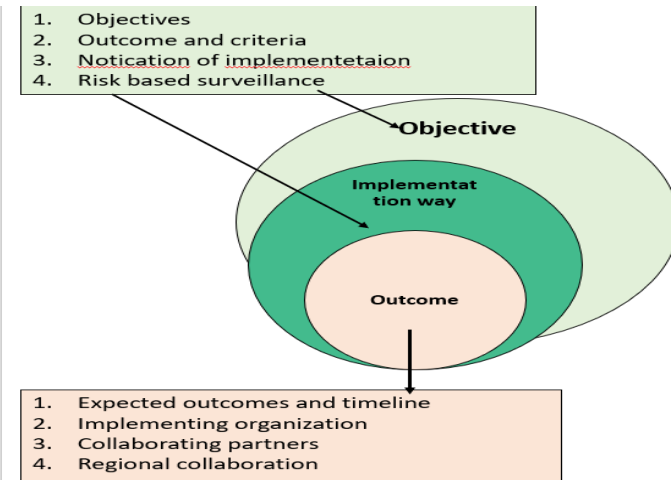 1. Objectives
2. Outcome and criteria
3. Notication of implementetaion
4. Risk based surveillance
Objective
Implementat
tion way
Outcome
1. Expected outcomes and timeline
2. Implementing organization
3. Collaborating partners
4. Regional collaboration